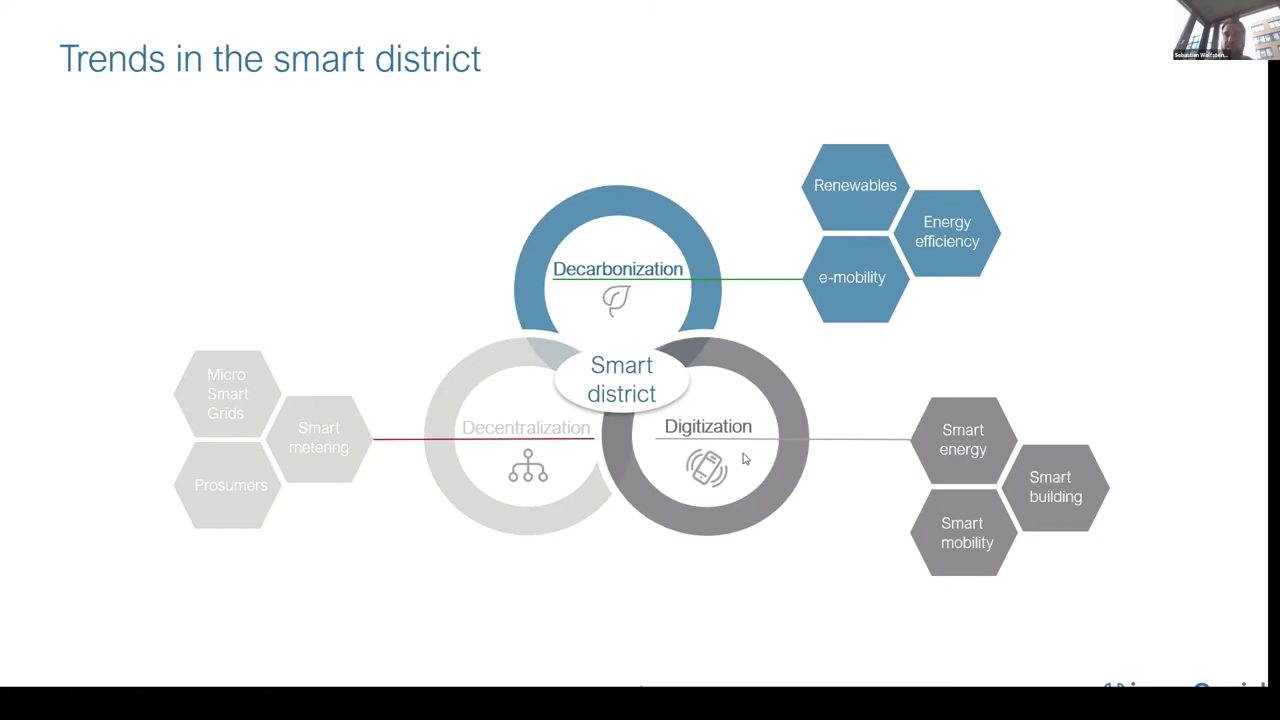 Trends in the smart district
Renewables
Energy
efficiency
e-mobility
Decarbonization
Smart
district
Micro
Smart
Grids
Smart
metering
Prosumers
Decentralization
Digitization
Smart
energy
Smart
building
Smart
mobility
Sebastian